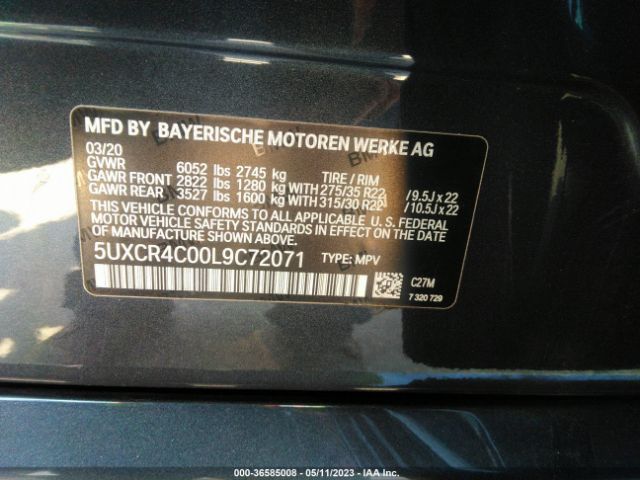 MFD BY BAYERISCHE MOTOREN WERKE AG
03/20
GVWR 6052 lbs 2745 kg TIRE / RIM
GAWR FRONT 2822 lbs 1280 kg WITH 275/35 R22 / 9.5J x 22
GAWR REAR 3527 lbs 1600 kg WITH 315/30 / 10.5J x 22
THIS VEHICLE CONFORMS TO ALL APPLICABLE U. S. FEDERAL
MOTOR VEHICLE SAFETY STANDARDS IN EFFECT ON THE
DATE OF MANUFACTURE SHOWN ABOVE.
5UXCR4C00L9C72071 TYPE: MPV
C27M
7 320 729
000-36585008 - 05/11/2023 - IAA Inc.